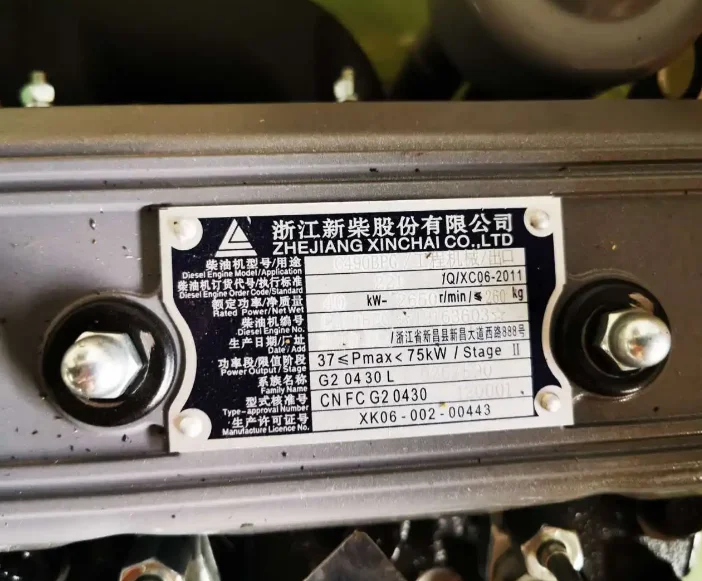 浙江新柴股份有限公司
ZHEJIANG XINCHAI CO.,LTD
柴油机型号/用途
Diesel Engine Model/Application
柴油机订货代号/执行标准
Diesel Engine Order Code/Standard
/Q/XC06-2011
额定功率/净质量
Rated Power/Net Wet
40 kW- 2650 r/min/≤260 kg
柴油机编号
Diesel Engine No.
生产日期/厂址
Date/Add
/浙江省新昌县新昌大道西路888号
功率段/限值阶段
Power Output/Stage
37≤Pmax<75kW/Stage II
系族名称
Engine Family Name
G2 0430 L
型式核准号
Type-approval Number
CN FC G2 0430
生产许可证号
Manufacture Licence No.
XK06-002-00443